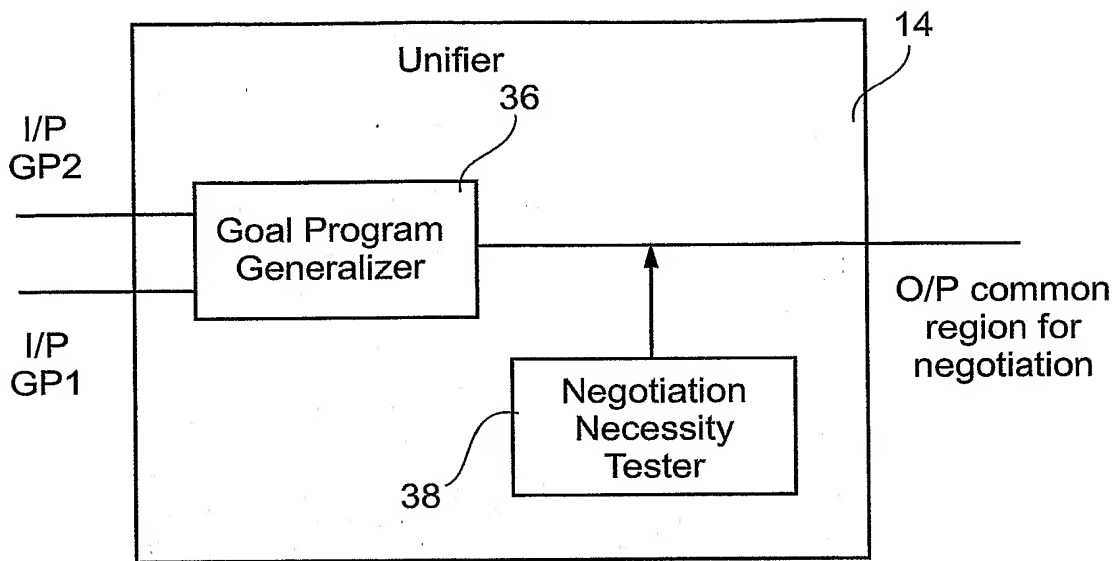 14
Unifier
36
I/P
GP2
Goal Program
Generalizer
I/P
GP1
O/P common
region for
negotiation
Negotiation
Necessity
Tester
38